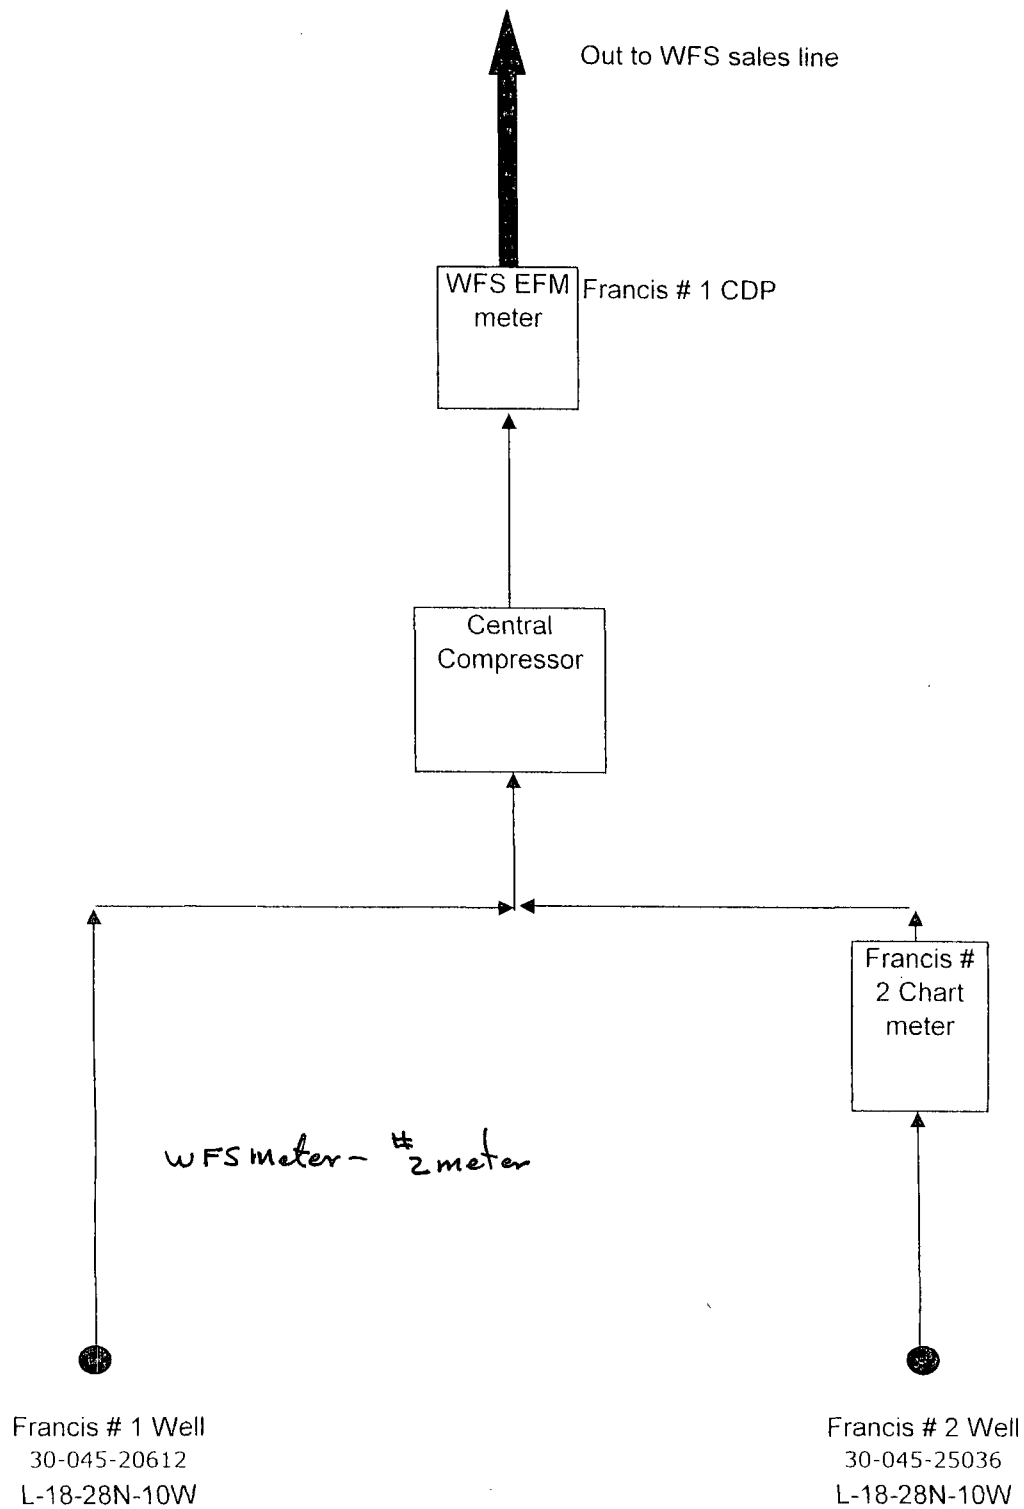 Out to WFS sales line
WFS EFM
meter
Francis # 1 CDP
Central
Compressor
Francis #
2 Chart
meter
WFS meter - #2 meter
Francis # 1 Well
30-045-20612
L-18-28N-10W
Francis # 2 Well
30-045-25036
L-18-28N-10W